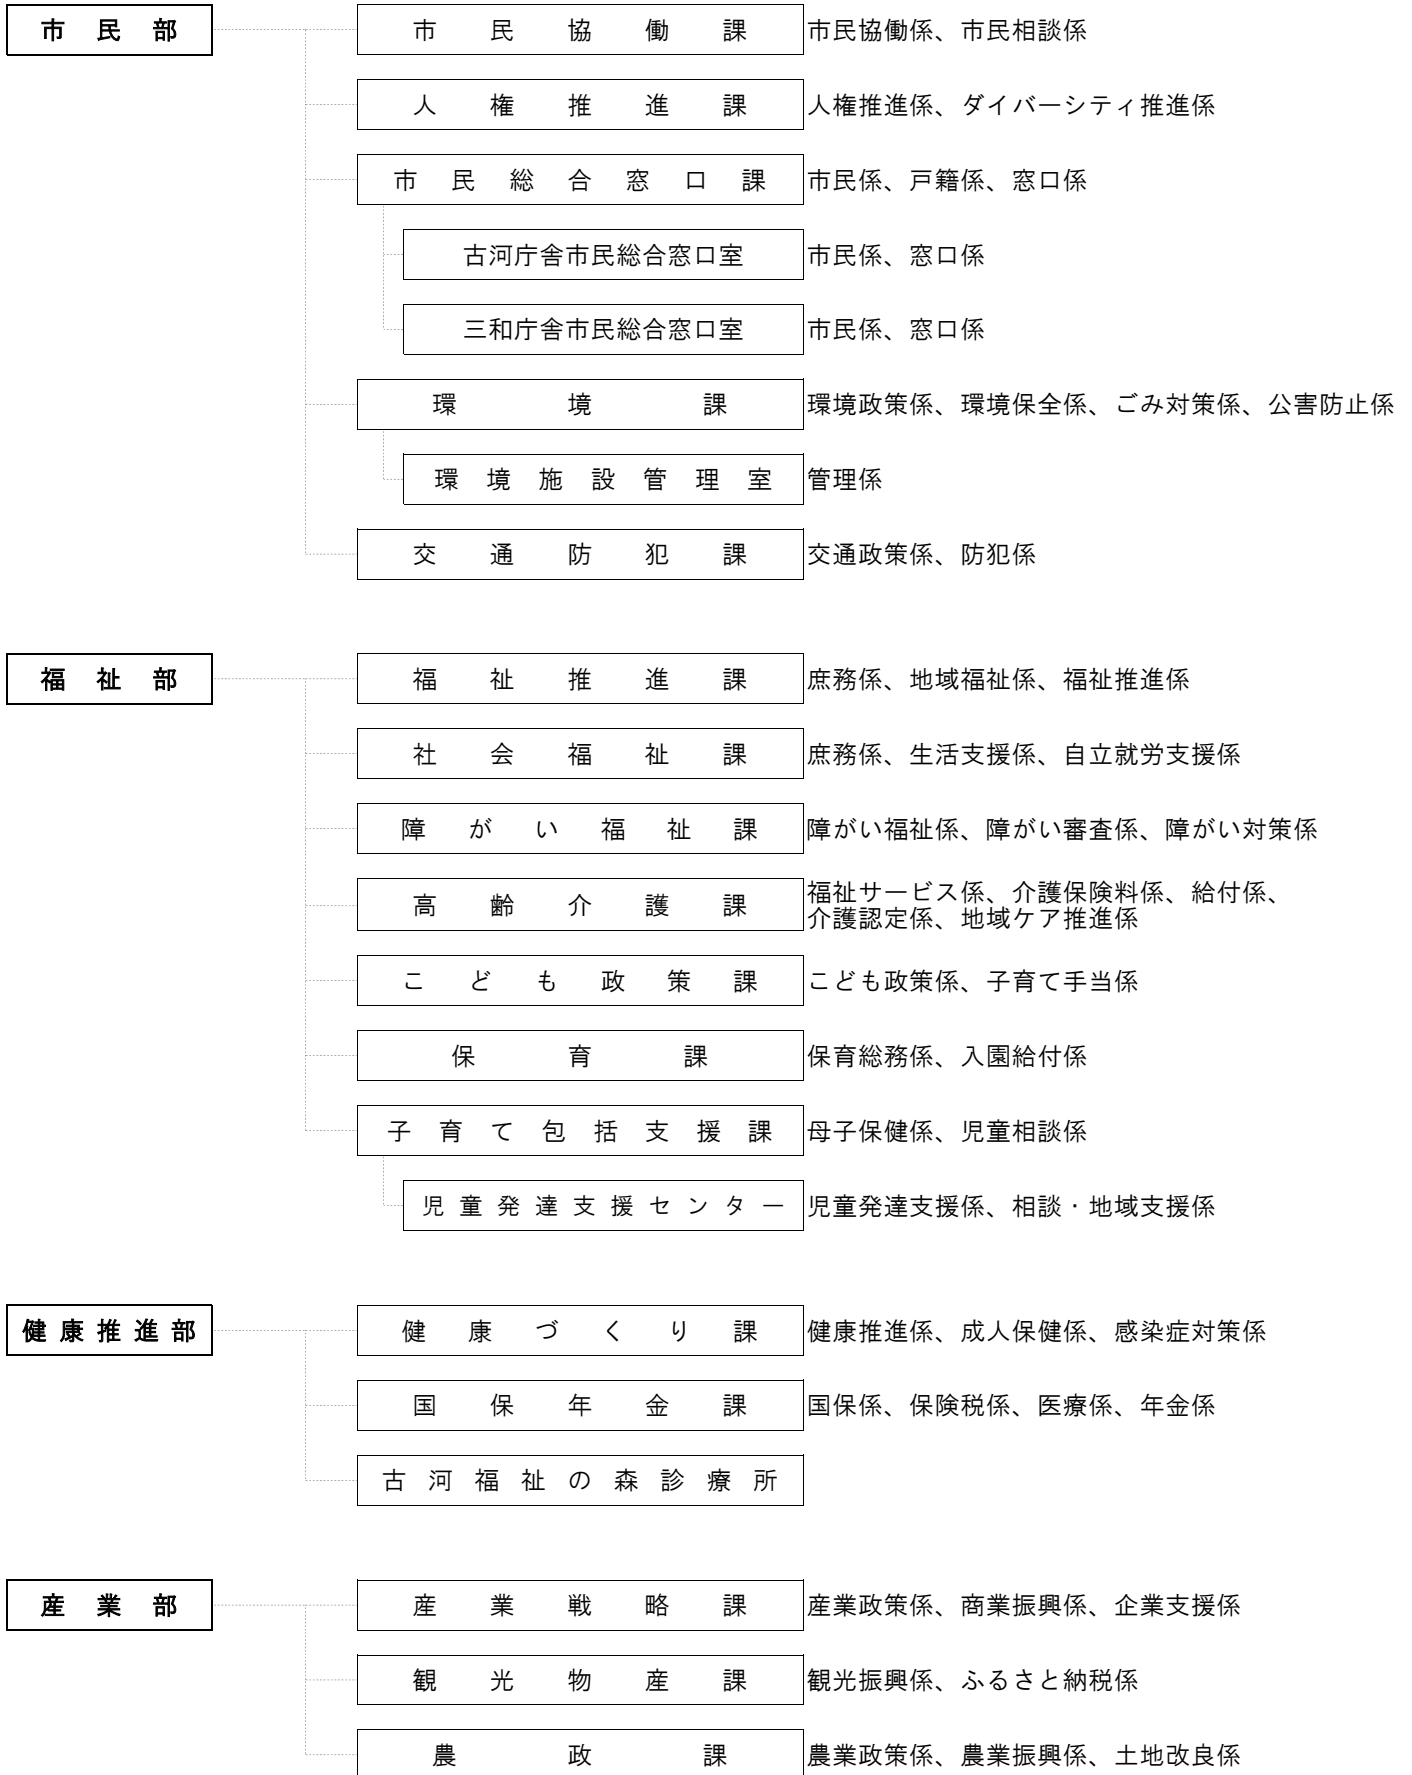 市民部 市民協働課 市民協働係、市民相談係
人権推進課 人権推進係、ダイバーシティ推進係
市民総合窓口課 市民係、戸籍係、窓口係
古河庁舎市民総合窓口室 市民係、窓口係
三和庁舎市民総合窓口室 市民係、窓口係
環境課 環境政策係、環境保全係、ごみ対策係、公害防止係
環境施設管理室 管理係
交通防犯課 交通政策係、防犯係
福祉部 福祉推進課 庶務係、地域福祉係、福祉推進係
社会福祉課 庶務係、生活支援係、自立就労支援係
障がい福祉課 障がい福祉係、障がい審査係、障がい対策係
高齢介護課 福祉サービス係、介護保険料係、給付係、
介護認定係、地域ケア推進係
こども政策課 こども政策係、子育て手当係
保育課 保育総務係、入園給付係
子育て包括支援課 母子保健係、児童相談係
児童発達支援センター 児童発達支援係、相談・地域支援係
健康推進部 健康づくり課 健康推進係、成人保健係、感染症対策係
国保年金課 国保係、保険税係、医療係、年金係
古河福祉の森診療所
産業部 産業戦略課 産業政策係、商業振興係、企業支援係
観光物産課 観光振興係、ふるさと納税係
農政課 農業政策係、農業振興係、土地改良係